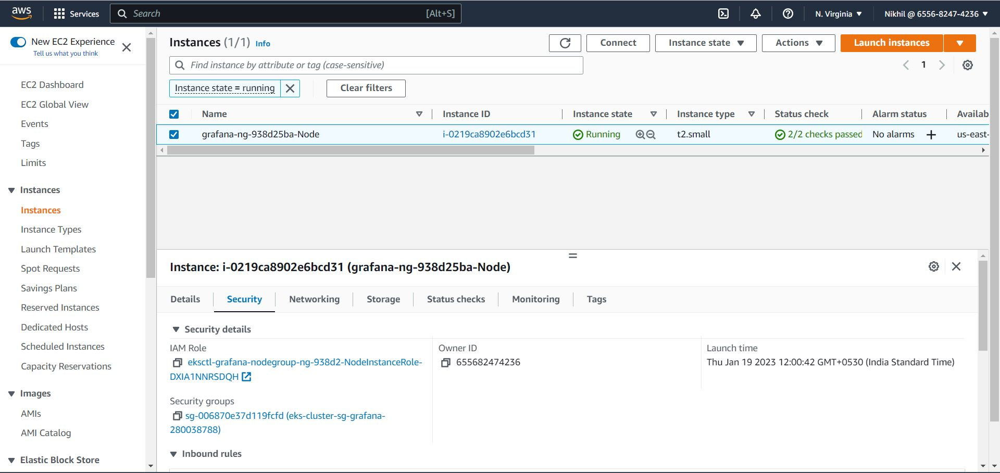 aws Services Search [Alt+S] N. Virginia Nikhil @ 6556-8247-4236
New EC2 Experience
Tell us what you think
EC2 Dashboard
EC2 Global View
Events
Tags
Limits
Instances
Instances
Instance Types
Launch Templates
Spot Requests
Savings Plans
Reserved Instances
Dedicated Hosts
Scheduled Instances
Capacity Reservations
Images
AMIs
AMI Catalog
Elastic Block Store
Instances (1/1) Info Connect Instance state Actions Launch instances
Find instance by attribute or tag (case-sensitive) 1
Instance state = running Clear filters
Name Instance ID Instance state Instance type Status check Alarm status Availab
grafana-ng-938d25ba-Node i-0219ca8902e6bcd31 Running t2.small 2/2 checks passed No alarms + us-east-
Instance: i-0219ca8902e6bcd31 (grafana-ng-938d25ba-Node)
Details Security Networking Storage Status checks Monitoring Tags
Security details
IAM Role
eksctl-grafana-nodegroup-ng-938d2-NodeInstanceRole-
DXIA1NNRSDQH
Owner ID
655682474236
Launch time
Thu Jan 19 2023 12:00:42 GMT+0530 (India Standard Time)
Security groups
sg-006870e37d119fcfd (eks-cluster-sg-grafana-
280038788)
Inbound rules